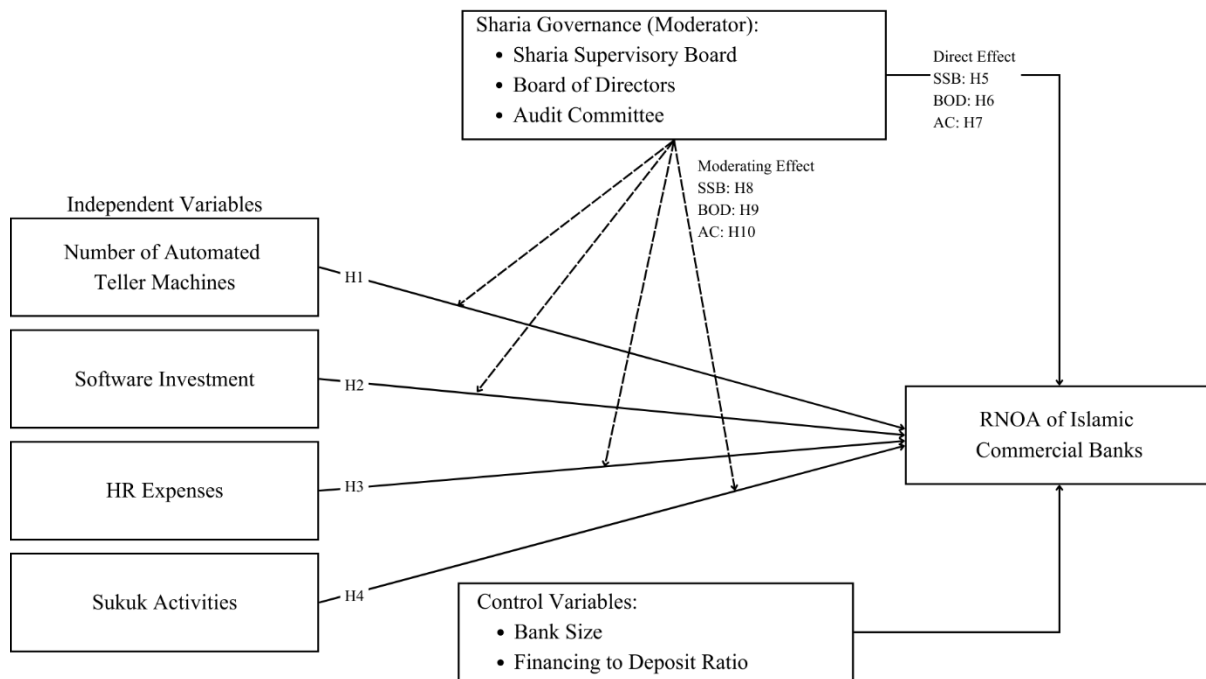 Sharia Governance (Moderator):
• Sharia Supervisory Board
• Board of Directors
• Audit Committee
Direct Effect
SSB: H5
BOD: H6
AC: H7
Moderating Effect
SSB: H8
BOD: H9
AC: H10
Independent Variables
Number of Automated
Teller Machines
H1
Software Investment
H2
HR Expenses
H3
Sukuk Activities
H4
RNOA of Islamic
Commercial Banks
Control Variables:
• Bank Size
• Financing to Deposit Ratio